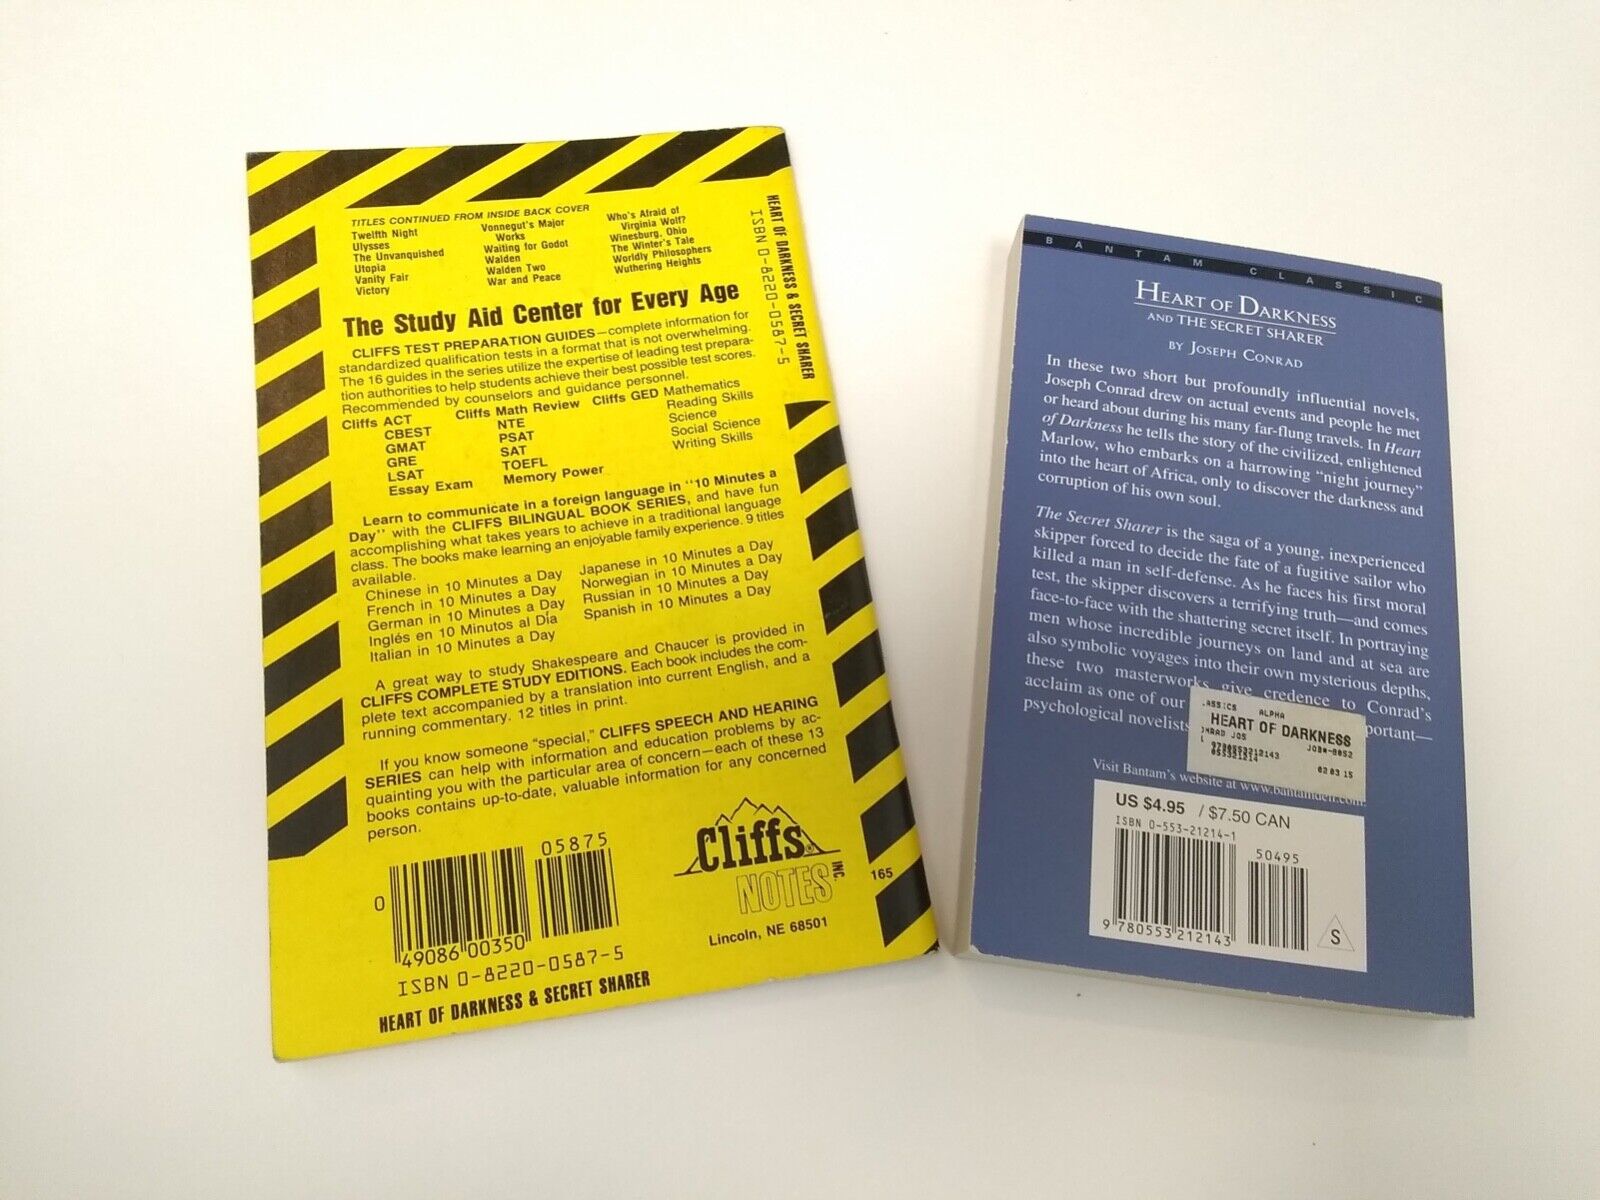 TITLES CONTINUED FROM INSIDE BACK COVER
Twelfth Night
Ulysses
The Unvanquished
Utopia
Vanity Fair
Victory
Vonnegut's Major
Works
Waiting for Godot
Walden
Walden Two
War and Peace
Who's Afraid of
Virginia Wolf?
Winesburg, Ohio
The Winter's Tale
Worldly Philosophers
Wuthering Heights
The Study Aid Center for Every Age
CLIFFS TEST PREPARATION GUIDES—complete information for
standardized qualification tests in a format that is not overwhelming.
The 16 guides in the series utilize the expertise of leading test prepara-
tion authorities to help students achieve their best possible test scores.
Recommended by counselors and guidance personnel.
Cliffs ACT
CBEST
GMAT
GRE
LSAT
Essay Exam
Cliffs Math Review
NTE
PSAT
SAT
TOEFL
Memory Power
Cliffs GED Mathematics
Reading Skills
Science
Social Science
Writing Skills
Learn to communicate in a foreign language in "10 Minutes a
Day" with the CLIFFS BILINGUAL BOOK SERIES, and have fun
accomplishing what takes years to achieve in a traditional language
class. The books make learning an enjoyable family experience. 9 titles
available.
Chinese in 10 Minutes a Day
French in 10 Minutes a Day
German in 10 Minutes a Day
Inglés en 10 Minutos al Día
Italian in 10 Minutes a Day
Japanese in 10 Minutes a Day
Norwegian in 10 Minutes a Day
Russian in 10 Minutes a Day
Spanish in 10 Minutes a Day
A great way to study Shakespeare and Chaucer is provided in
CLIFFS COMPLETE STUDY EDITIONS. Each book includes the com-
plete text accompanied by a translation into current English, and a
running commentary. 12 titles in print.
If you know someone "special," CLIFFS SPEECH AND HEARING
SERIES can help with information and education problems by ac-
quainting you with the particular area of concern—each of these 13
books contains up-to-date, valuable information for any concerned
person.
05875
0
49086 00350
ISBN 0-8220-0587-5
HEART OF DARKNESS & SECRET SHARER
Cliffs®
NOTES INC.
Lincoln, NE 68501
165
HEART OF DARKNESS & SECRET SHARER
ISBN 0-8220-0587-5
BANTAM CLASSIC
HEART OF DARKNESS
AND THE SECRET SHARER
BY JOSEPH CONRAD
In these two short but profoundly influential novels,
Joseph Conrad drew on actual events and people he met
or heard about during his many far-flung travels. In Heart
of Darkness he tells the story of the civilized, enlightened
Marlow, who embarks on a harrowing "night journey"
into the heart of Africa, only to discover the darkness and
corruption of his own soul.
The Secret Sharer is the saga of a young, inexperienced
skipper forced to decide the fate of a fugitive sailor who
killed a man in self-defense. As he faces his first moral
test, the skipper discovers a terrifying truth—and comes
face-to-face with the shattering secret itself. In portraying
men whose incredible journeys on land and at sea are
also symbolic voyages into their own mysterious depths,
these two masterworks give credence to Conrad's
acclaim as one of our portant—
psychological novelists
.ASSICS ALPHA
HEART OF DARKNESS
NRAD JOS JOB#-8052
9780553212143
0553212214 02 03 15
Visit Bantam's website at www.bantamdell.com.
US $4.95 / $7.50 CAN
ISBN 0-553-21214-1
50495
9 780553 212143
S